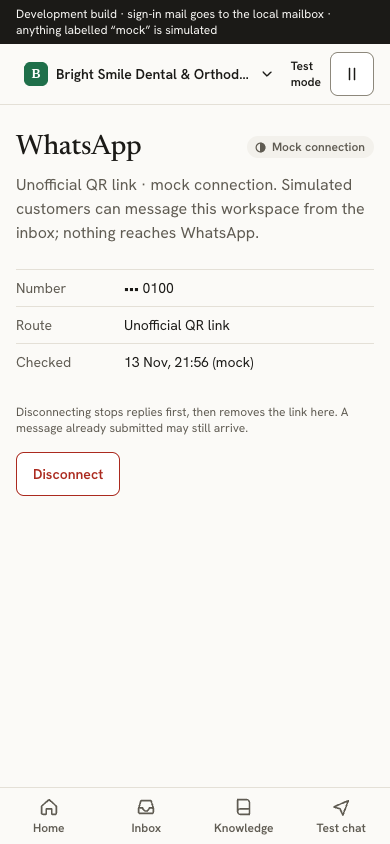 Development build · sign-in mail goes to the local mailbox ·
anything labelled “mock” is simulated
B Bright Smile Dental & Orthod...
Test
mode
WhatsApp
Mock connection
Unofficial QR link · mock connection. Simulated
customers can message this workspace from the
inbox; nothing reaches WhatsApp.
Number ••• 0100
Route Unofficial QR link
Checked 13 Nov, 21:56 (mock)
Disconnecting stops replies first, then removes the link here. A
message already submitted may still arrive.
Disconnect
Home Inbox Knowledge Test chat